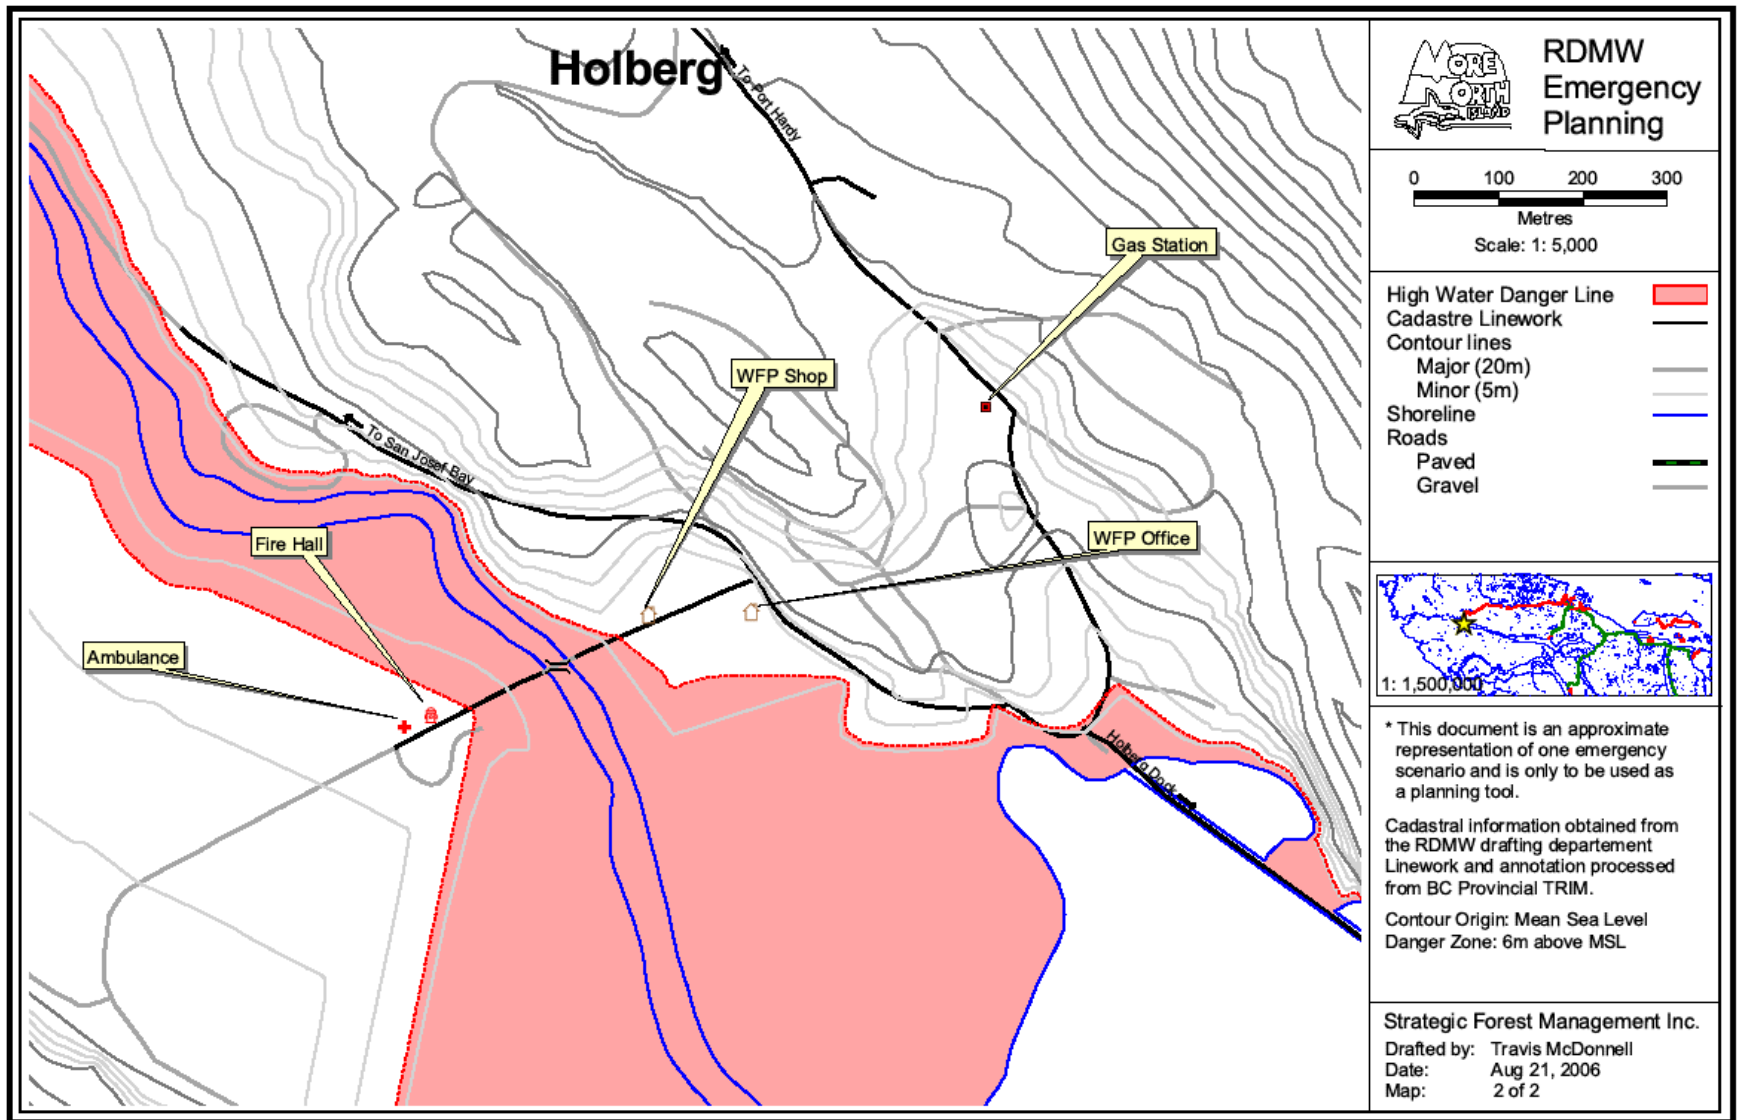 Holberg
To Port Hardy
Gas Station
WFP Shop
To San Josef Bay
WFP Office
Fire Hall
Ambulance
Holberg Dock
MORE
NORTH
ISLAND
RDMW
Emergency
Planning
0 100 200 300
Metres
Scale: 1: 5,000
High Water Danger Line
Cadastre Linework
Contour lines
Major (20m)
Minor (5m)
Shoreline
Roads
Paved
Gravel
1: 1,500,000
* This document is an approximate
representation of one emergency
scenario and is only to be used as
a planning tool.
Cadastral information obtained from
the RDMW drafting departement
Linework and annotation processed
from BC Provincial TRIM.
Contour Origin: Mean Sea Level
Danger Zone: 6m above MSL
Strategic Forest Management Inc.
Drafted by: Travis McDonnell
Date: Aug 21, 2006
Map: 2 of 2